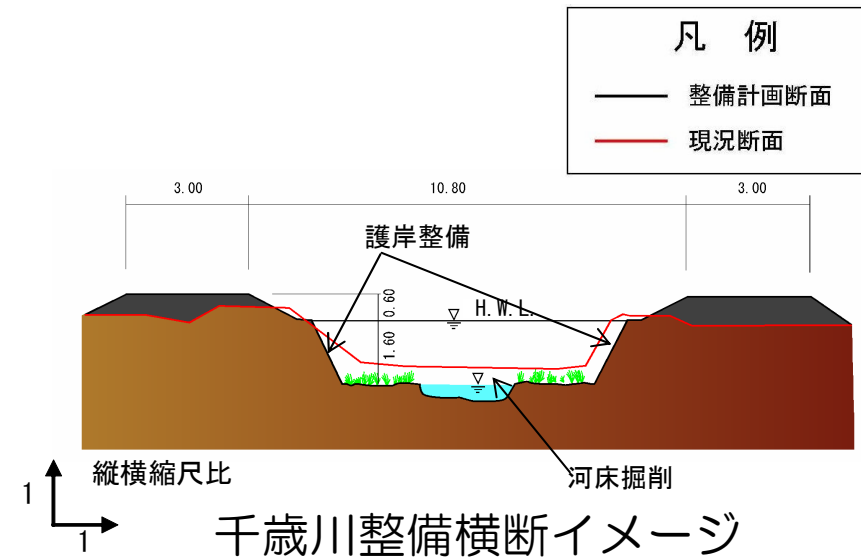 凡 例
整備計画断面
現況断面
3.00
10.80
3.00
護岸整備
0.60
H.W.L.
1.60
縦横縮尺比
河床掘削
1
1
千歳川整備横断イメージ